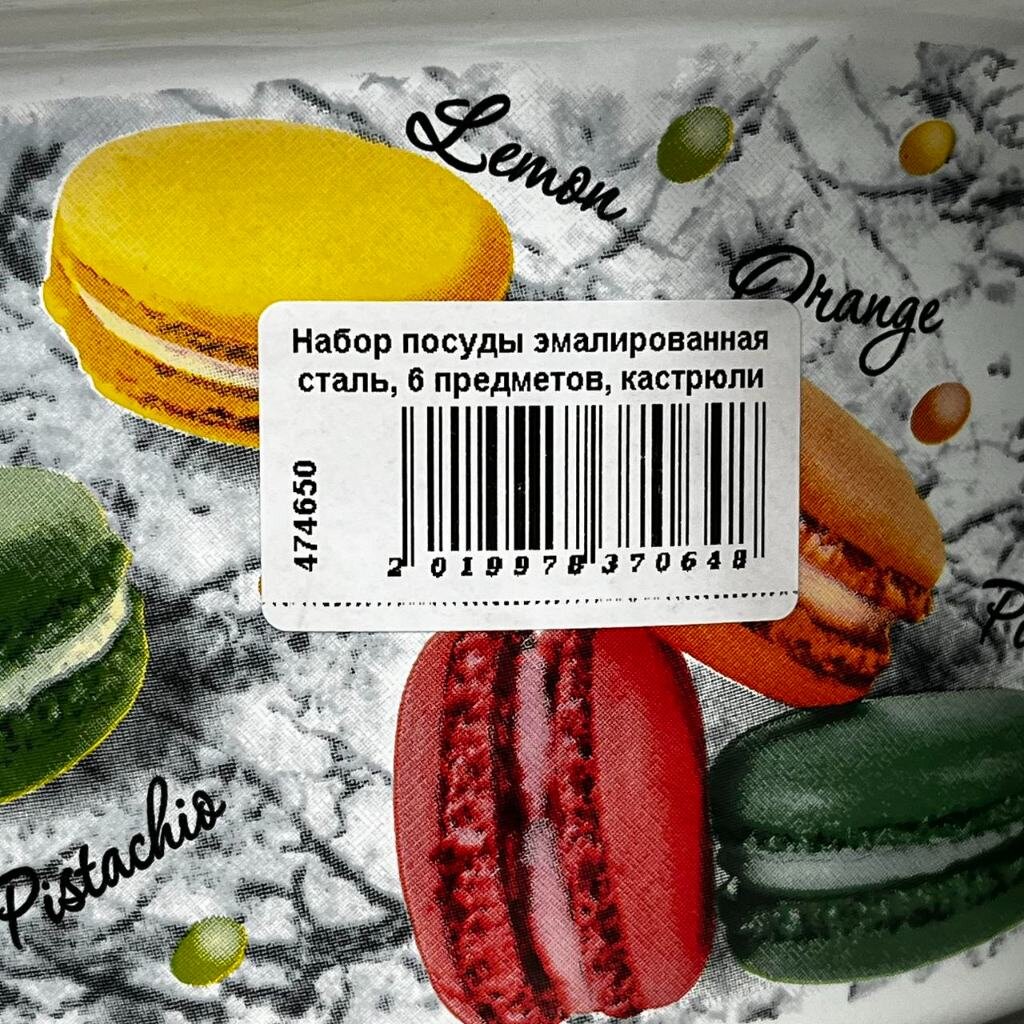 Lemon
Orange
Набор посуды эмалированная
сталь, 6 предметов, кастрюли
474650
2 019978 370648
Pistachio